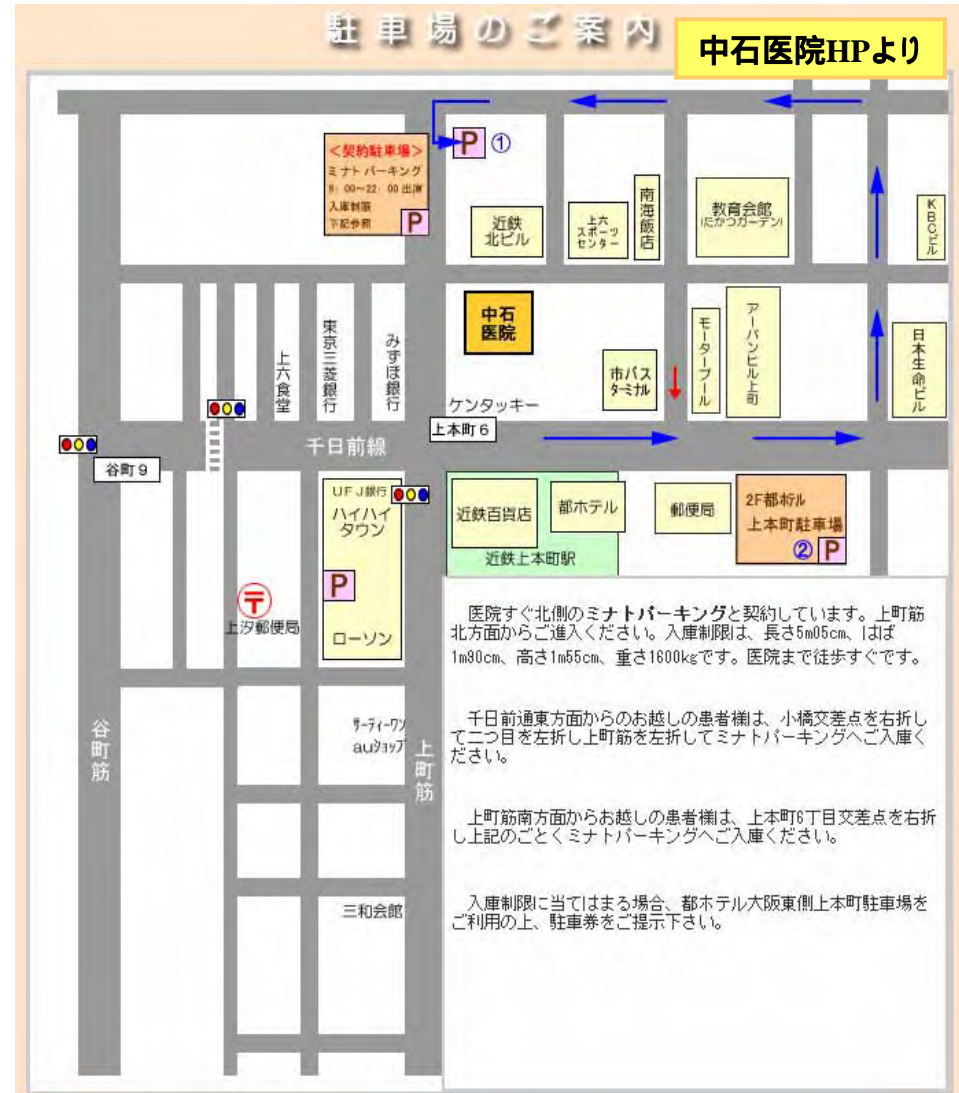 駐車場のご案内
中石医院HPより
<契約駐車場>
ミナトパーキング
8:00～22:00 出庫
入庫制限
下記参照
P
P ①
近鉄
北ビル
上六
スポーツ
センター
南海飯店
教育会館
(たかつガーデン)
KBCビル
中石
医院
東京三菱銀行
みずほ銀行
上六食堂
市バス
ターミナル
モータープール
アーバンビル上町
日本生命ビル
ケンタッキー
上本町6
千日前線
谷町9
UFJ銀行
ハイハイ
タウン
P
ローソン
近鉄百貨店
都ホテル
近鉄上本町駅
郵便局
2F都ホテル
上本町駐車場
② P
〒
上汐郵便局
サーティーワン
auショップ
谷町筋
上町筋
三和会館
医院すぐ北側のミナトパーキングと契約しています。上町筋
北方面からご進入ください。入庫制限は、長さ5m05cm、はば
1m90cm、高さ1m55cm、重さ1600kgです。医院まで徒歩すぐです。
千日前通東方面からのお越しの患者様は、小橋交差点を右折し
て二つ目を左折し上町筋を左折してミナトパーキングへご入庫く
ださい。
上町筋南方面からお越しの患者様は、上本町6丁目交差点を右折
し上記のごとくミナトパーキングへご入庫ください。
入庫制限に当てはまる場合、都ホテル大阪東側上本町駐車場を
ご利用の上、駐車券をご提示下さい。